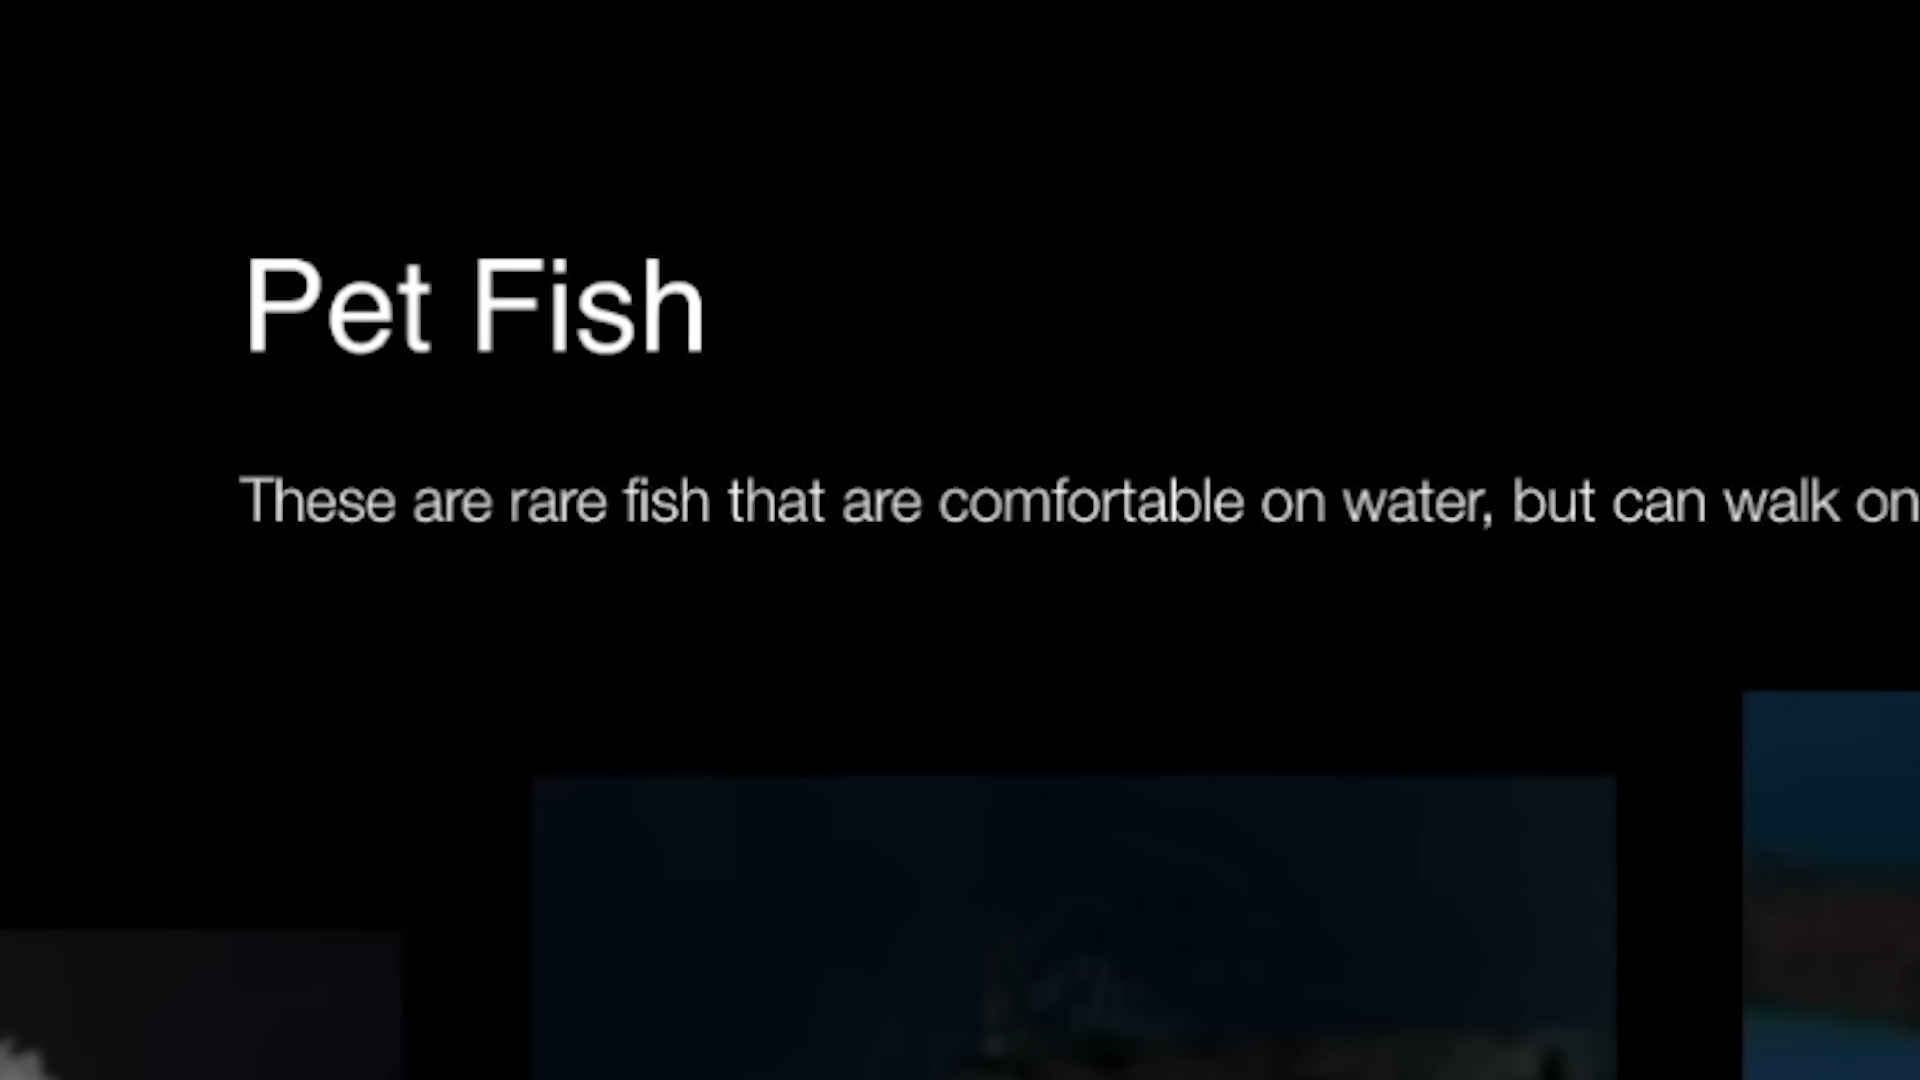 Pet Fish
These are rare fish that are comfortable on water, but can walk on